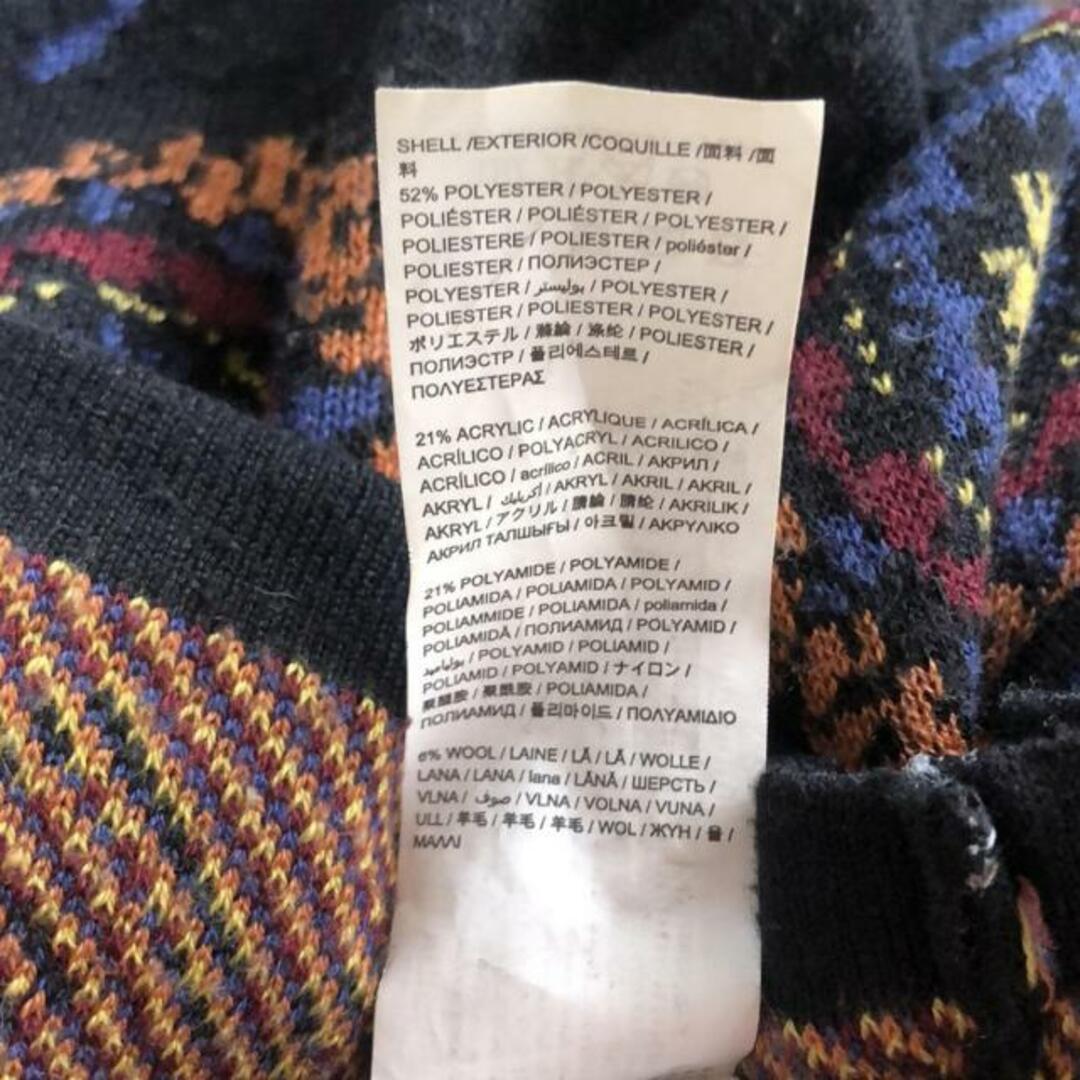 SHELL /EXTERIOR /COQUILLE /面料 /面
料
52% POLYESTER / POLYESTER /
POLIÉSTER / POLIÉSTER / POLYESTER /
POLIESTERE / POLIESTER / poliéster /
POLIESTER / ПОЛИЭСТЕР /
POLYESTER / بوليستر / POLYESTER /
POLIESTER / POLIESTER / POLYESTER /
ポリエステル / 滌綸 / 涤纶 / POLIESTER /
ПОЛИЭСТР / 폴리에스테르 /
ΠΟΛΥΕΣΤΕΡΑΣ
21% ACRYLIC / ACRYLIQUE / ACRÍLICA /
ACRÍLICO / POLYACRYL / ACRILICO /
ACRÍLICO / acrílico / ACRIL / АКРИЛ /
AKRYL / أكريليك / AKRYL / AKRIL / AKRIL /
AKRYL / アクリル / 腈綸 / 腈纶 / AKRILIK /
АКРИЛ ТАЛШЫҒЫ / 아크릴 / ΑΚΡΥΛΙΚΟ
21% POLYAMIDE / POLYAMIDE /
POLIAMIDA / POLIAMIDA / POLYAMID /
POLIAMMIDE / POLIAMIDA / poliamida /
POLIAMIDĂ / ПОЛИАМИД / POLYAMID /
بولياميد / POLYAMID / POLIAMID /
POLIAMID / POLYAMID / ナイロン /
聚醯胺 / 聚酰胺 / POLIAMIDA /
ПОЛИАМИД / 폴리마이드 / ΠΟΛΥΑΜΙΔΙΟ
6% WOOL / LAINE / LÃ / LÃ / WOLLE /
LANA / LANA / lana / LÂNĂ / ШЕРСТЬ /
VLNA / صوف / VLNA / VOLNA / VUNA /
ULL / 羊毛 / 羊毛 / 羊毛 / WOL / ЖҮН / 울 /
ΜΑΛΛΙ